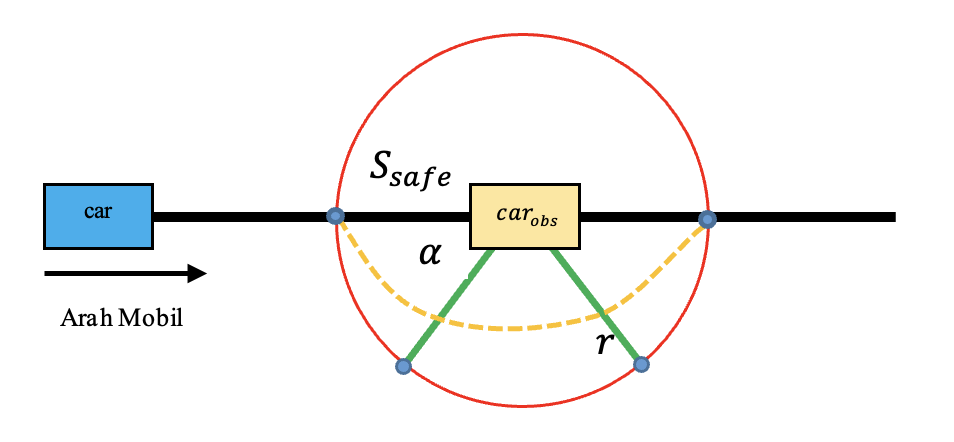 S_safe
car
car_obs
α
Arah Mobil
r